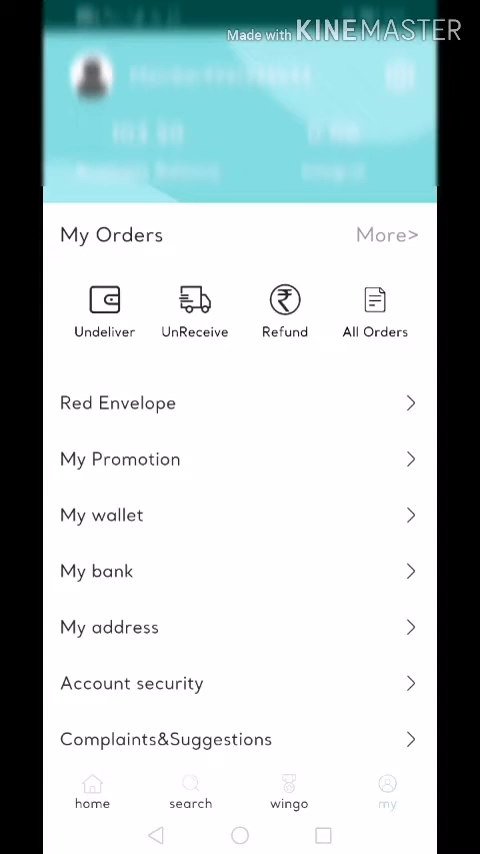 Made with KINEMASTER
My Orders More>
Undeliver UnReceive Refund All Orders
Red Envelope
My Promotion
My wallet
My bank
My address
Account security
Complaints&Suggestions
home search wingo my